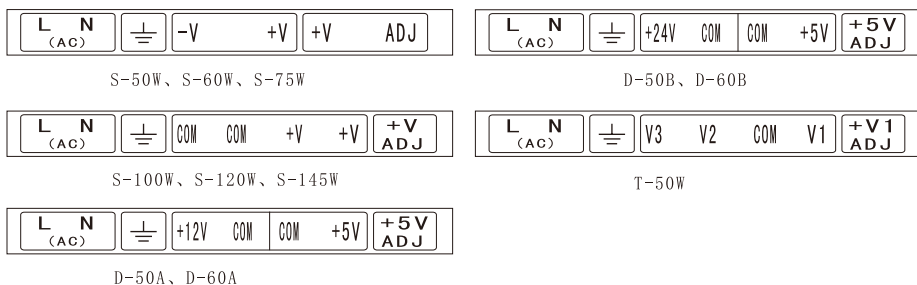 L N (AC) -V +V +V ADJ
S-50W、S-60W、S-75W
L N (AC) COM COM +V +V +V ADJ
S-100W、S-120W、S-145W
L N (AC) +12V COM COM +5V +5V ADJ
D-50A、D-60A
L N (AC) +24V COM COM +5V +5V ADJ
D-50B、D-60B
L N (AC) V3 V2 COM V1 +V1 ADJ
T-50W